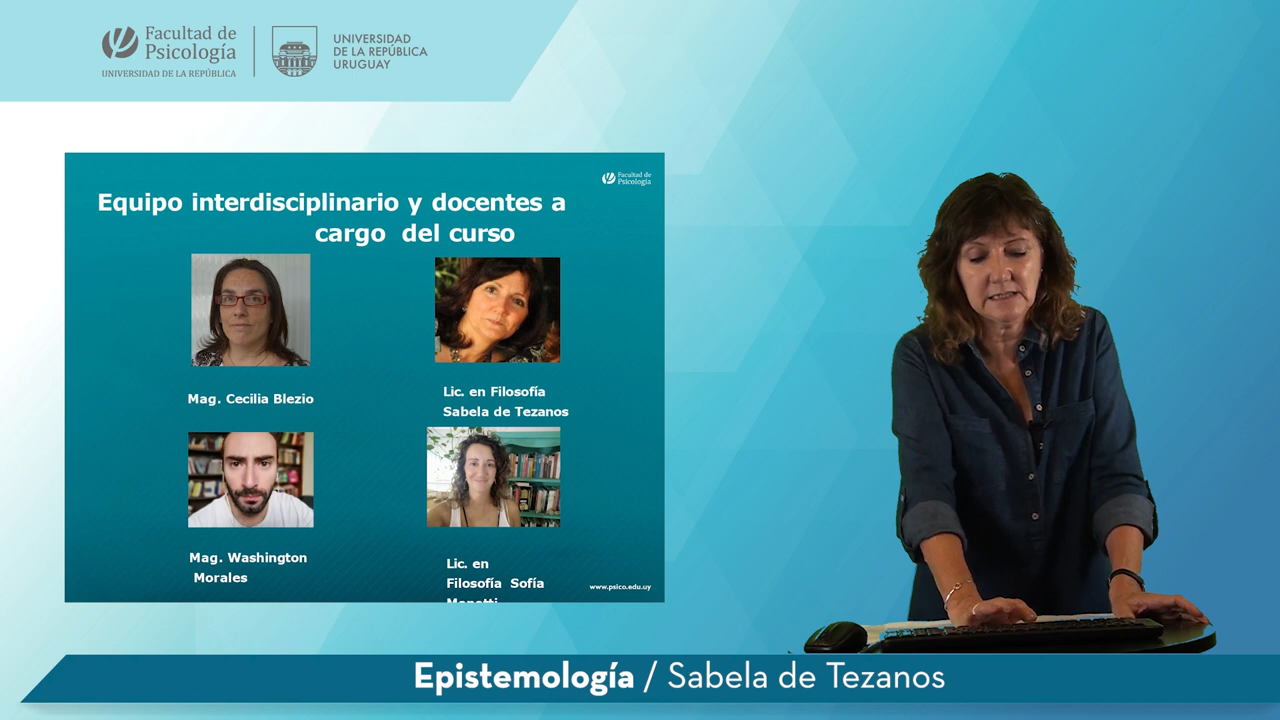 Facultad de
Psicología
UNIVERSIDAD DE LA REPÚBLICA
UNIVERSIDAD
DE LA REPÚBLICA
URUGUAY
Facultad de
Psicología
Equipo interdisciplinario y docentes a
cargo del curso
Mag. Cecilia Blezio
Lic. en Filosofía
Sabela de Tezanos
Mag. Washington
Morales
Lic. en
Filosofía Sofía
www.psico.edu.uy
Epistemología / Sabela de Tezanos